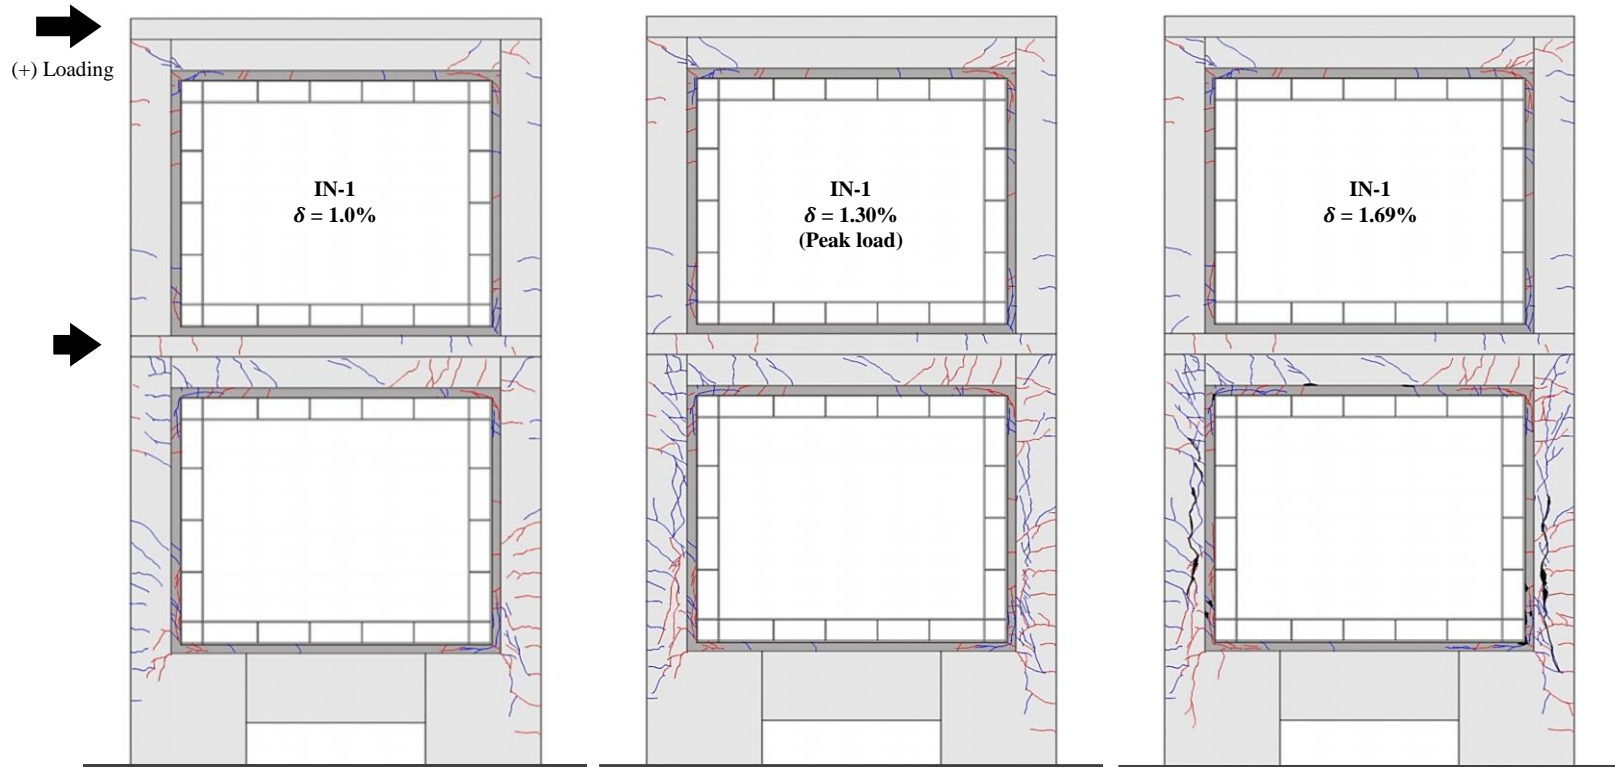 (+) Loading
IN-1
δ = 1.0%
IN-1
δ = 1.30%
(Peak load)
IN-1
δ = 1.69%